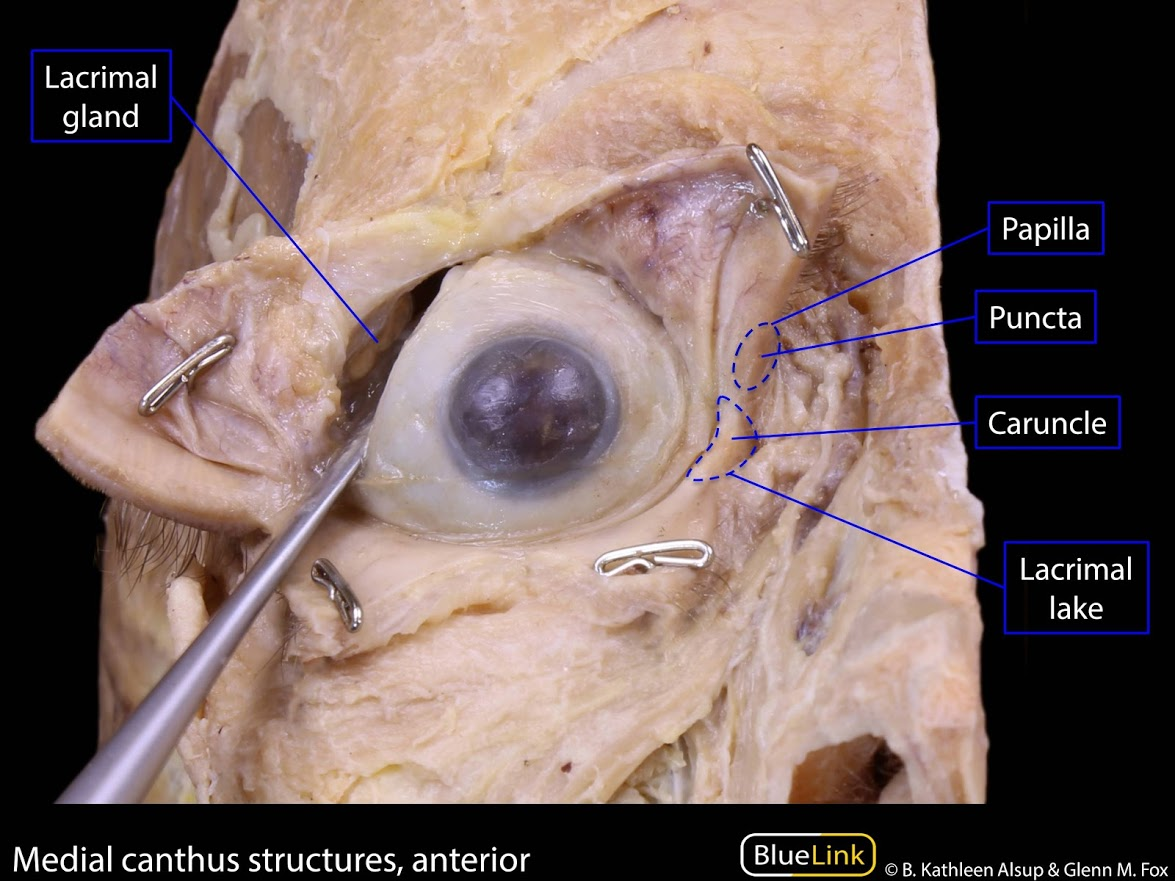 Lacrimal
gland
Papilla
Puncta
Caruncle
Lacrimal
lake
Medial canthus structures, anterior
BlueLink
© B. Kathleen Alsup & Glenn M. Fox